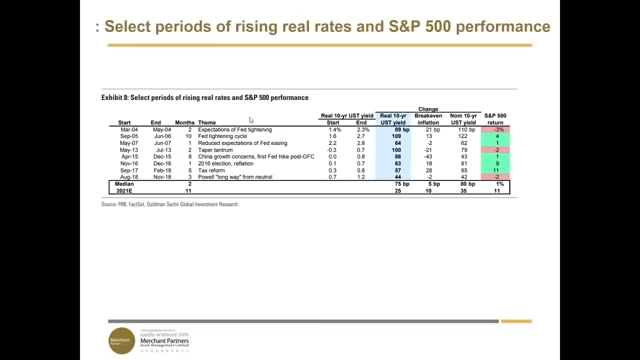 : Select periods of rising real rates and S&P 500 performance
Exhibit 8: Select periods of rising real rates and S&P 500 performance
Real 10-yr UST yield Change
Start End Months Theme Start End Real 10-yr UST yield Breakeven inflation Nom 10-yr UST yield S&P 500 return
Mar-04 May-04 2 Expectations of Fed tightening 1.4% 2.3% 89 bp 21 bp 110 bp -3%
Sep-05 Jun-06 10 Fed tightening cycle 1.6 2.7 109 13 122 4
May-07 Jun-07 1 Reduced expectations of Fed easing 2.2 2.8 64 -2 62 1
May-13 Jul-13 2 Taper tantrum -0.3 0.7 100 -21 79 -2
Apr-15 Dec-15 8 China growth concerns, first Fed hike post-GFC 0.0 0.8 86 -43 43 1
Nov-16 Dec-16 1 2016 election, reflation 0.1 0.7 63 18 81 9
Sep-17 Feb-18 5 Tax reform 0.3 0.8 57 28 85 11
Aug-18 Nov-18 3 Powell "long way" from neutral 0.7 1.2 44 -2 42 -2
Median 2 75 bp 5 bp 80 bp 1%
2021E 11 25 10 35 11
Source: FRB, FactSet, Goldman Sachs Global Investment Research
Merchant Partners
Asset Management Limited
Merchant